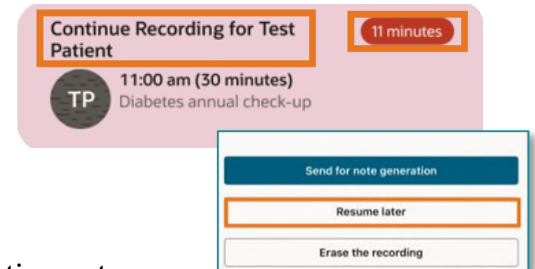 Continue Recording for Test
Patient
11 minutes
TP
11:00 am (30 minutes)
Diabetes annual check-up
Send for note generation
Resume later
Erase the recording